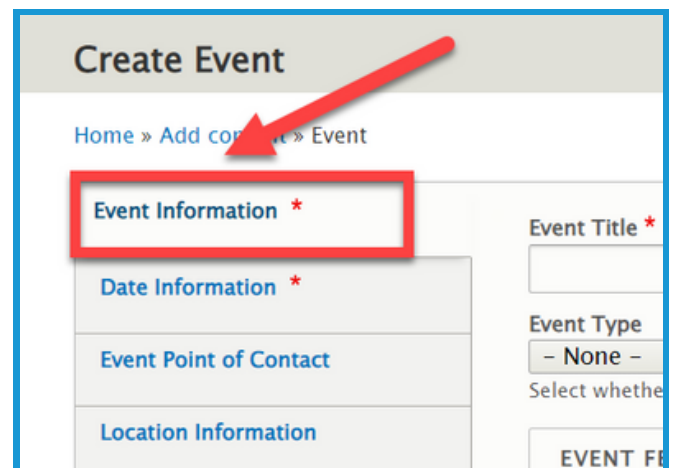 Create Event
Home » Add » Event
Event Information *
Date Information *
Event Point of Contact
Location Information
Event Title *
Event Type
– None –
Select whethe
EVENT FE